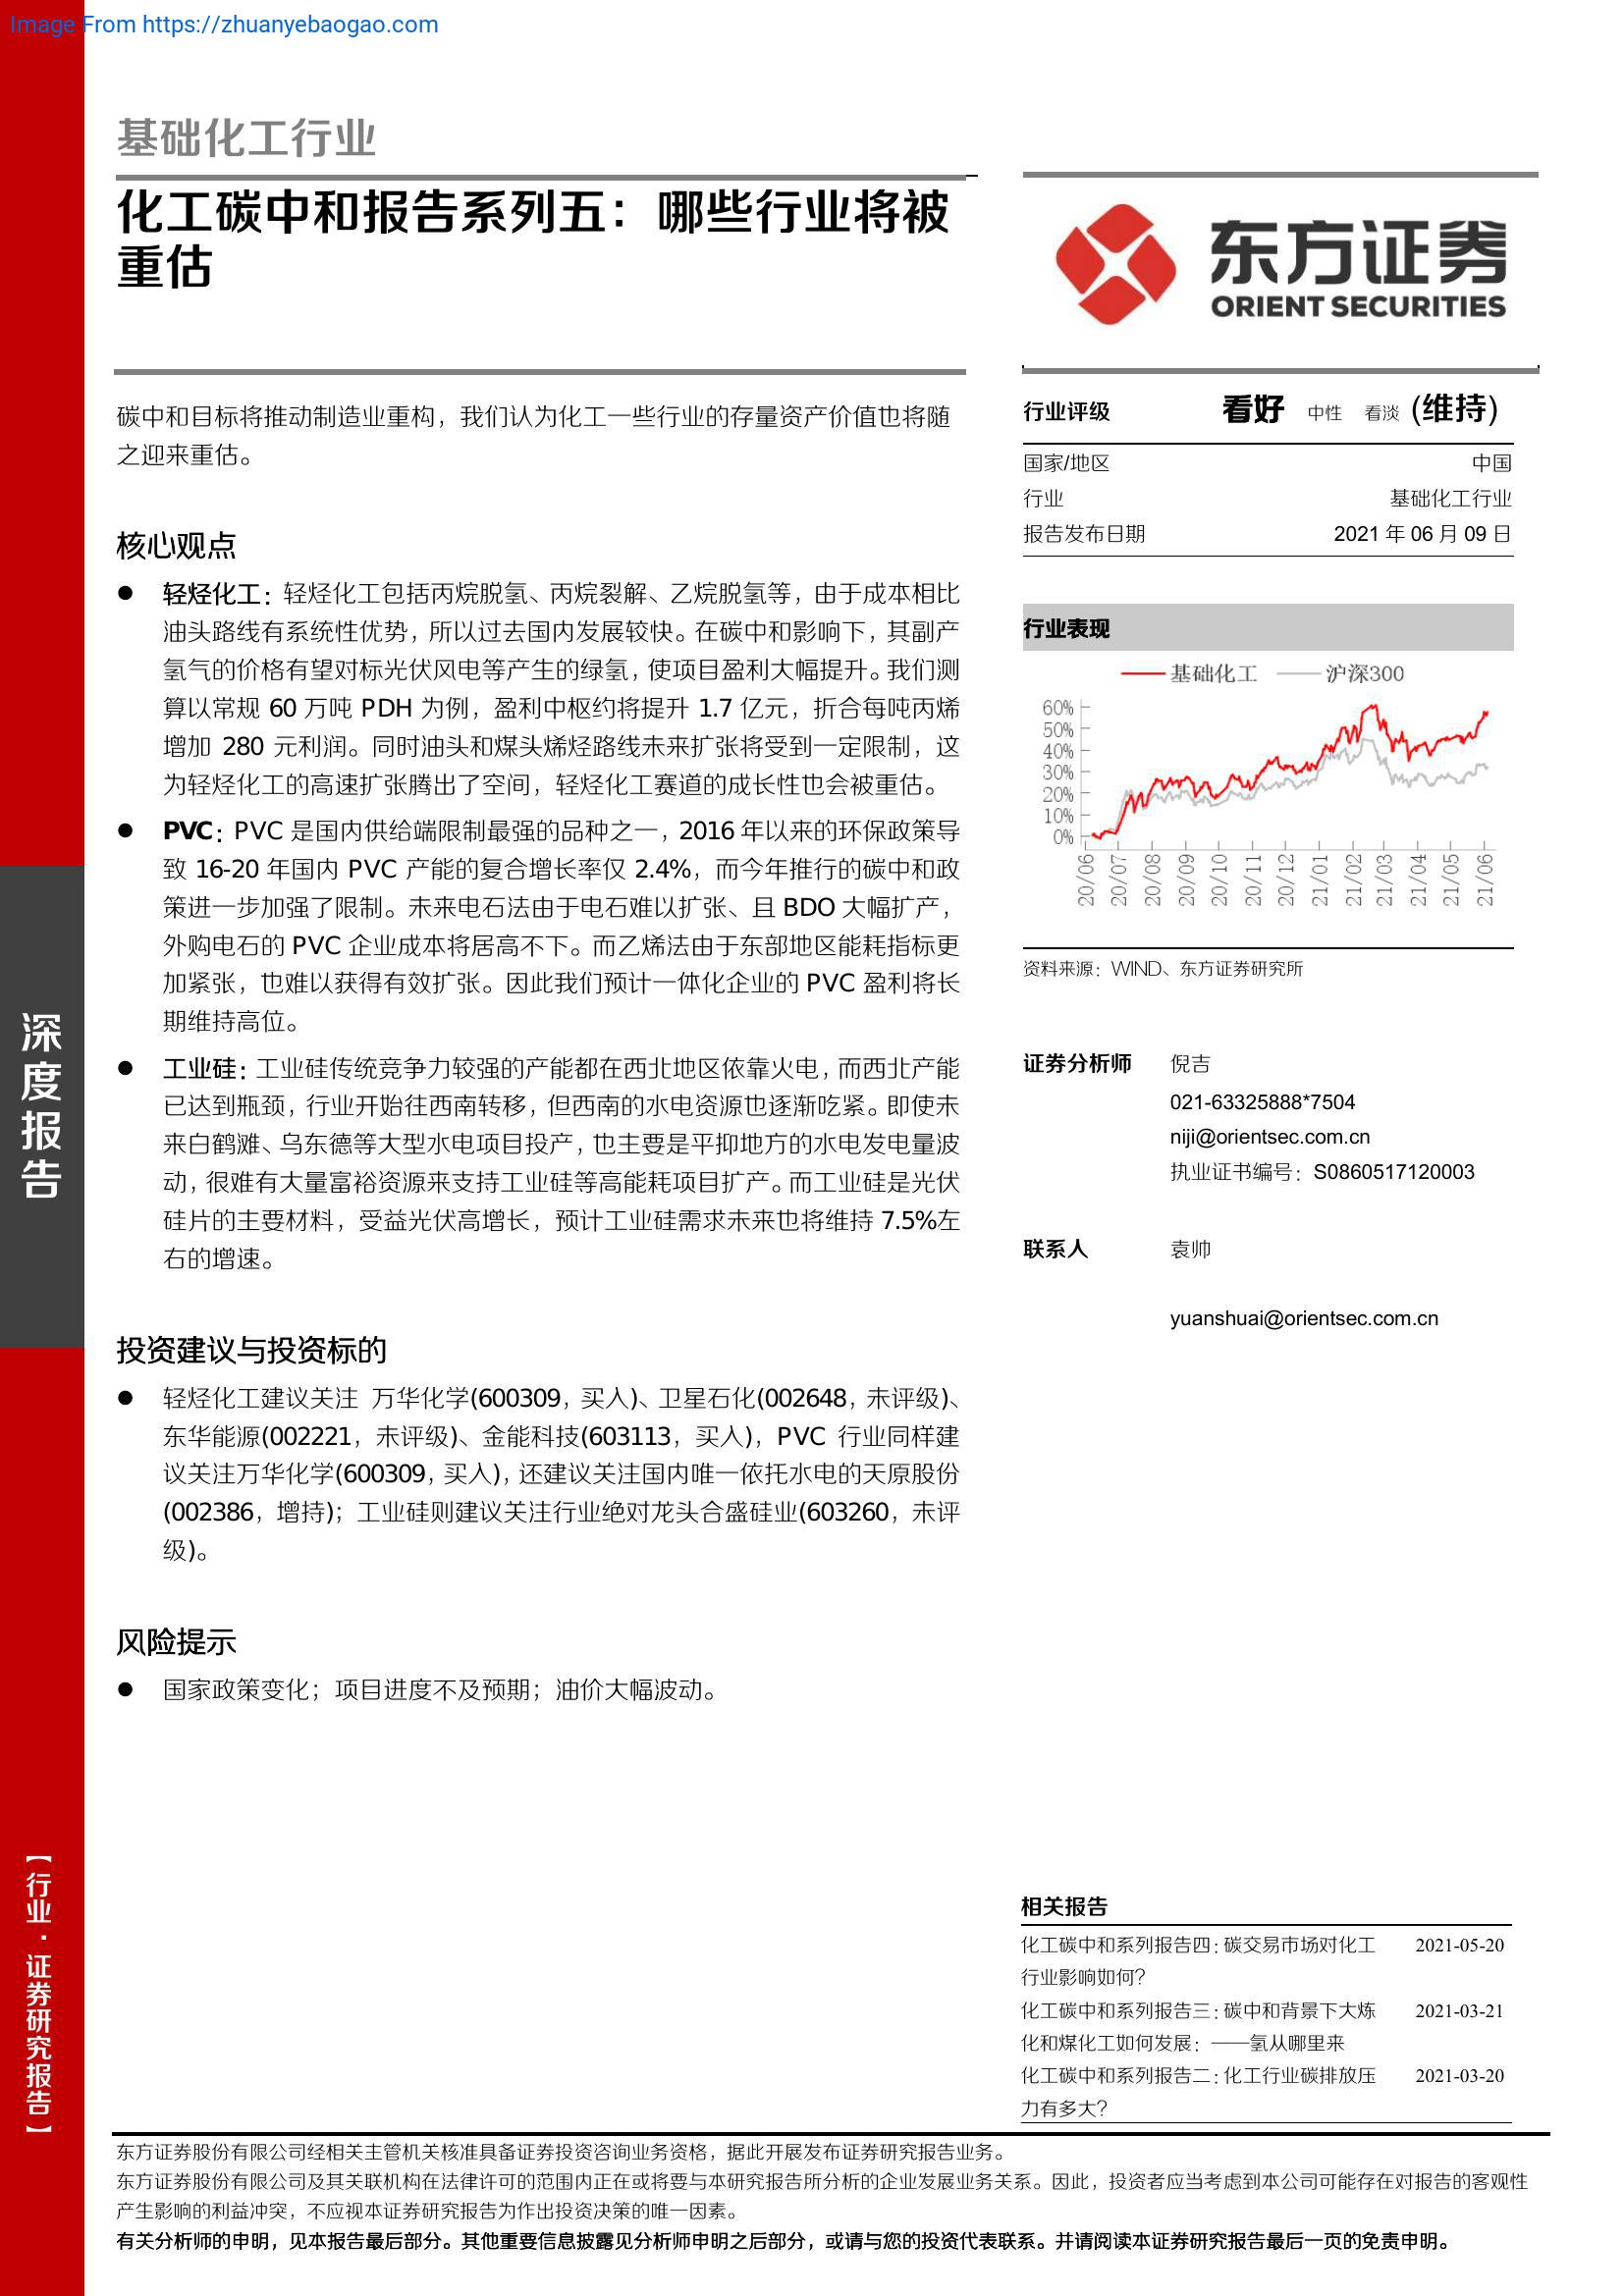 Image From https://zhuanyebaogao.com
基础化工行业
化工碳中和报告系列五：哪些行业将被
重估
东方证券
ORIENT SECURITIES
碳中和目标将推动制造业重构，我们认为化工一些行业的存量资产价值也将随
之迎来重估。
核心观点
● 轻烃化工：轻烃化工包括丙烷脱氢、丙烷裂解、乙烷脱氢等，由于成本相比
油头路线有系统性优势，所以过去国内发展较快。在碳中和影响下，其副产
氢气的价格有望对标光伏风电等产生的绿氢，使项目盈利大幅提升。我们测
算以常规 60 万吨 PDH 为例，盈利中枢约将提升 1.7 亿元，折合每吨丙烯
增加 280 元利润。同时油头和煤头烯烃路线未来扩张将受到一定限制，这
为轻烃化工的高速扩张腾出了空间，轻烃化工赛道的成长性也会被重估。
● PVC：PVC 是国内供给端限制最强的品种之一，2016 年以来的环保政策导
致 16-20 年国内 PVC 产能的复合增长率仅 2.4%，而今年推行的碳中和政
策进一步加强了限制。未来电石法由于电石难以扩张、且 BDO 大幅扩产，
外购电石的 PVC 企业成本将居高不下。而乙烯法由于东部地区能耗指标更
加紧张，也难以获得有效扩张。因此我们预计一体化企业的 PVC 盈利将长
期维持高位。
● 工业硅：工业硅传统竞争力较强的产能都在西北地区依靠火电，而西北产能
已达到瓶颈，行业开始往西南转移，但西南的水电资源也逐渐吃紧。即使未
来白鹤滩、乌东德等大型水电项目投产，也主要是平抑地方的水电发电量波
动，很难有大量富裕资源来支持工业硅等高能耗项目扩产。而工业硅是光伏
硅片的主要材料，受益光伏高增长，预计工业硅需求未来也将维持 7.5%左
右的增速。
投资建议与投资标的
● 轻烃化工建议关注 万华化学(600309，买入)、卫星石化(002648，未评级)、
东华能源(002221，未评级)、金能科技(603113，买入)，PVC 行业同样建
议关注万华化学(600309，买入)，还建议关注国内唯一依托水电的天原股份
(002386，增持)；工业硅则建议关注行业绝对龙头合盛硅业(603260，未评
级)。
风险提示
● 国家政策变化；项目进度不及预期；油价大幅波动。
行业评级 看好 中性 看淡 (维持)
国家/地区 中国
行业 基础化工行业
报告发布日期 2021 年 06 月 09 日
行业表现
基础化工 沪深300
60%
50%
40%
30%
20%
10%
0%
20/06 20/07 20/08 20/09 20/10 20/11 20/12 21/01 21/02 21/03 21/04 21/05 21/06
资料来源：WIND、东方证券研究所
证券分析师 倪吉
021-63325888*7504
niji@orientsec.com.cn
执业证书编号：S0860517120003
联系人 袁帅
yuanshuai@orientsec.com.cn
相关报告
化工碳中和系列报告四：碳交易市场对化工 2021-05-20
行业影响如何？
化工碳中和系列报告三：碳中和背景下大炼 2021-03-21
化和煤化工如何发展：——氢从哪里来
化工碳中和系列报告二：化工行业碳排放压 2021-03-20
力有多大？
深度报告
【行业·证券研究报告】
东方证券股份有限公司经相关主管机关核准具备证券投资咨询业务资格，据此开展发布证券研究报告业务。
东方证券股份有限公司及其关联机构在法律许可的范围内正在或将要与本研究报告所分析的企业发展业务关系。因此，投资者应当考虑到本公司可能存在对报告的客观性
产生影响的利益冲突，不应视本证券研究报告为作出投资决策的唯一因素。
有关分析师的申明，见本报告最后部分。其他重要信息披露见分析师申明之后部分，或请与您的投资代表联系。并请阅读本证券研究报告最后一页的免责申明。